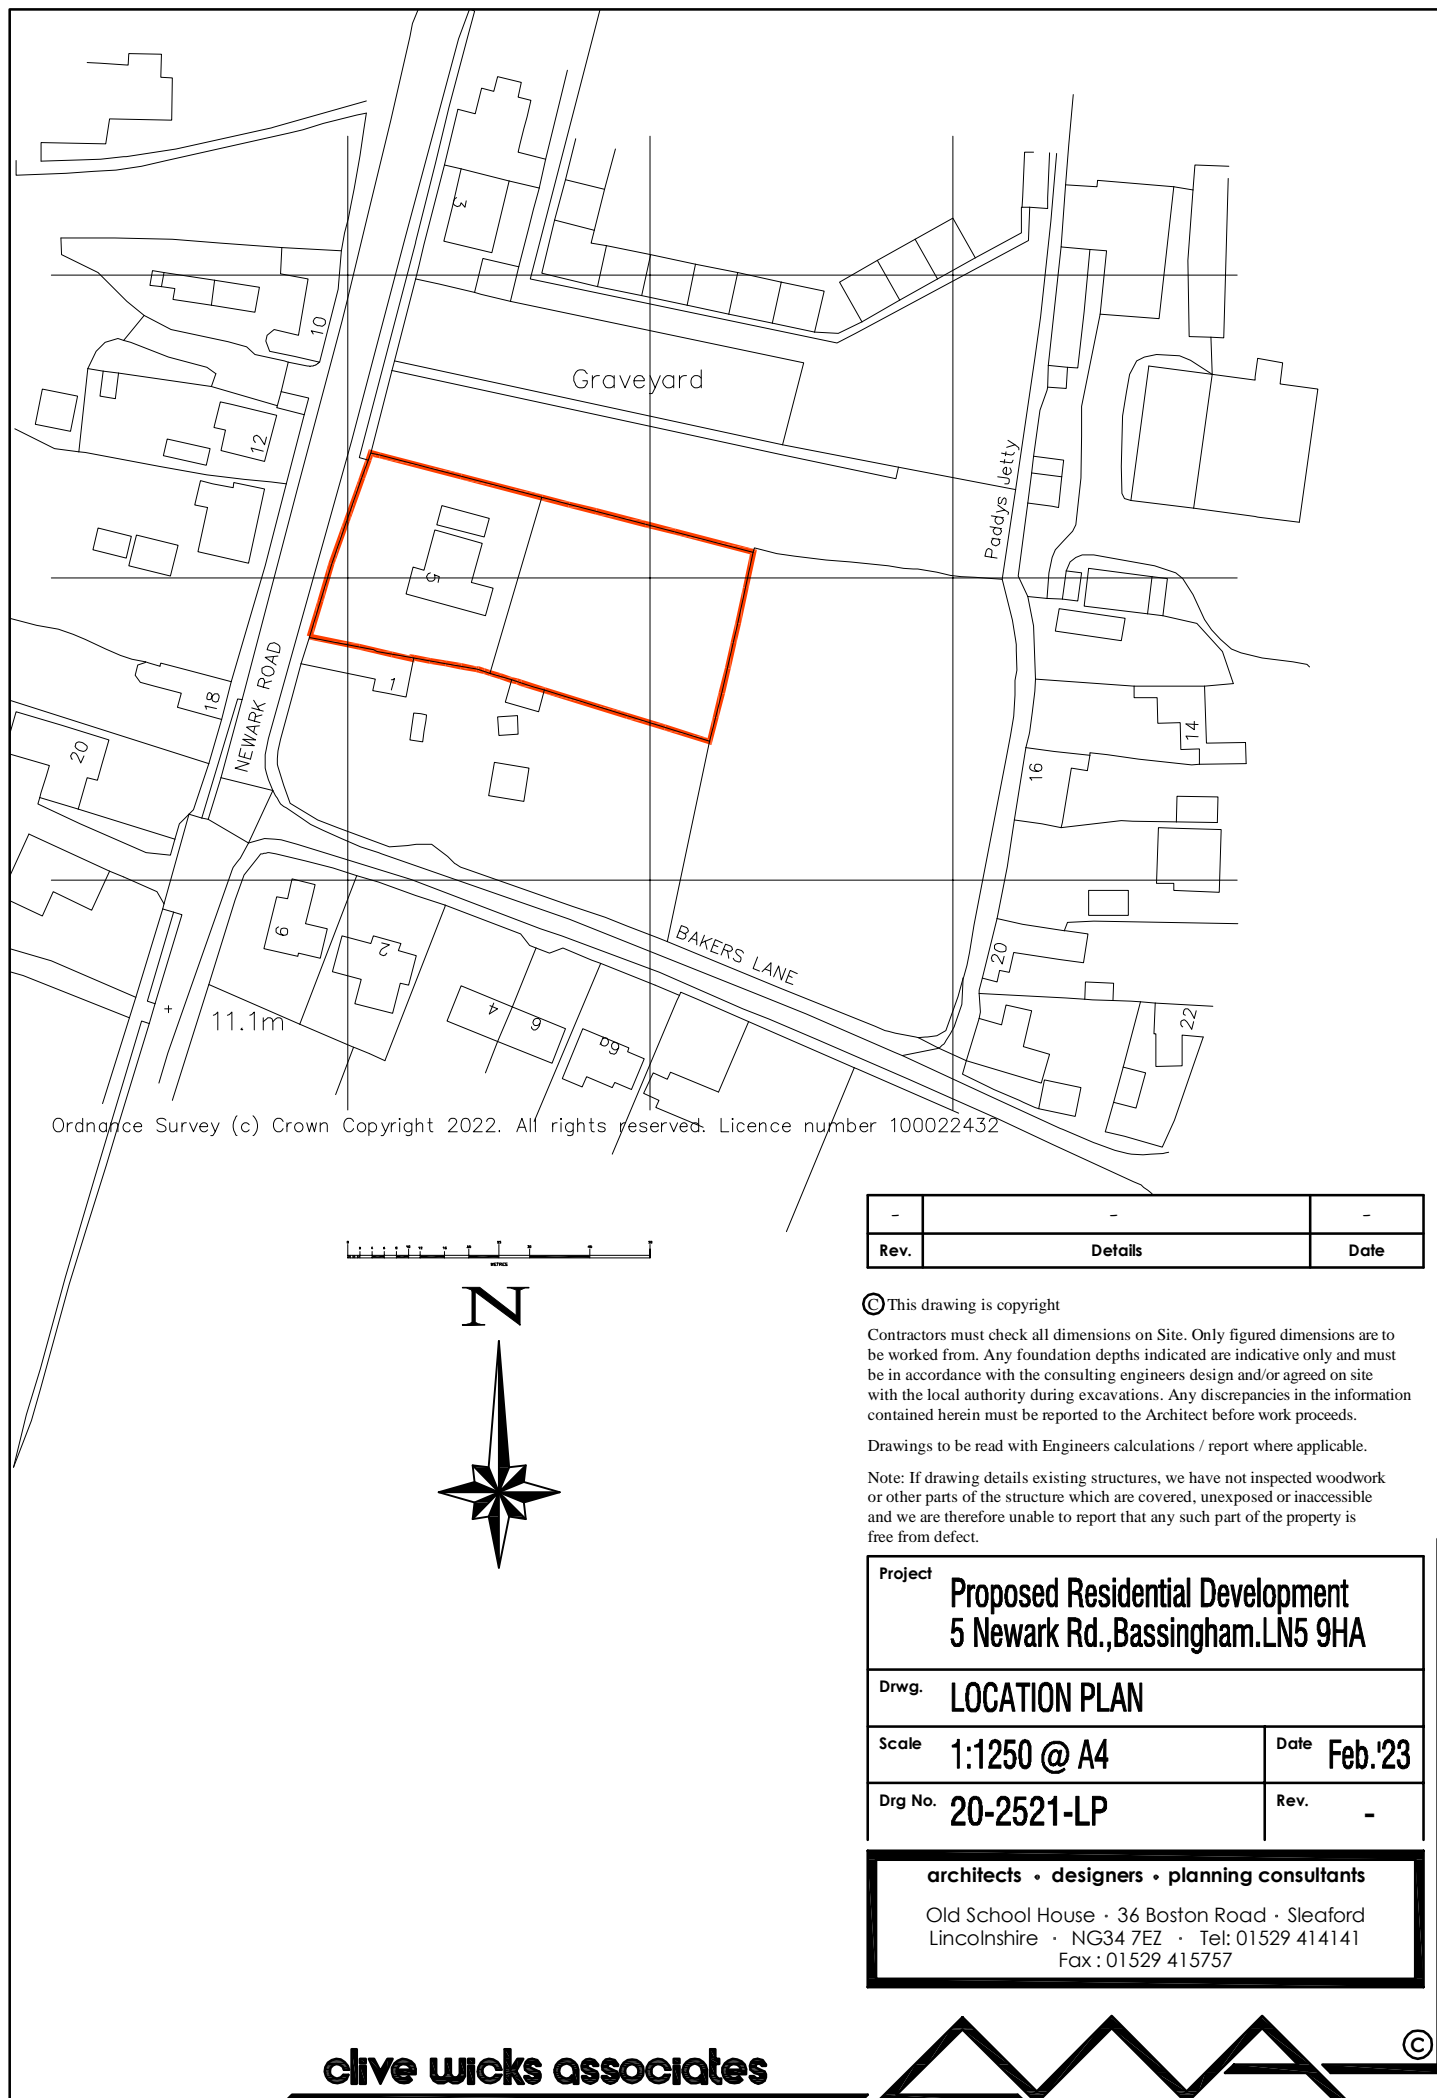 3
10
Graveyard
12
Paddys Jetty
5
NEWARK ROAD
1
18
20
14
16
BAKERS LANE
9
2
20
4
6
6a
22
+
11.1m
Ordnance Survey (c) Crown Copyright 2022. All rights reserved. Licence number 100022432
METRES
N
- - -
Rev. Details Date
© This drawing is copyright
Contractors must check all dimensions on Site. Only figured dimensions are to
be worked from. Any foundation depths indicated are indicative only and must
be in accordance with the consulting engineers design and/or agreed on site
with the local authority during excavations. Any discrepancies in the information
contained herein must be reported to the Architect before work proceeds.
Drawings to be read with Engineers calculations / report where applicable.
Note: If drawing details existing structures, we have not inspected woodwork
or other parts of the structure which are covered, unexposed or inaccessible
and we are therefore unable to report that any such part of the property is
free from defect.
Project
Proposed Residential Development
5 Newark Rd.,Bassingham.LN5 9HA
Drwg. LOCATION PLAN
Scale 1:1250 @ A4 Date Feb.'23
Drg No. 20-2521-LP Rev. -
architects • designers • planning consultants
Old School House · 36 Boston Road · Sleaford
Lincolnshire · NG34 7EZ · Tel: 01529 414141
Fax : 01529 415757
clive wicks associates
©